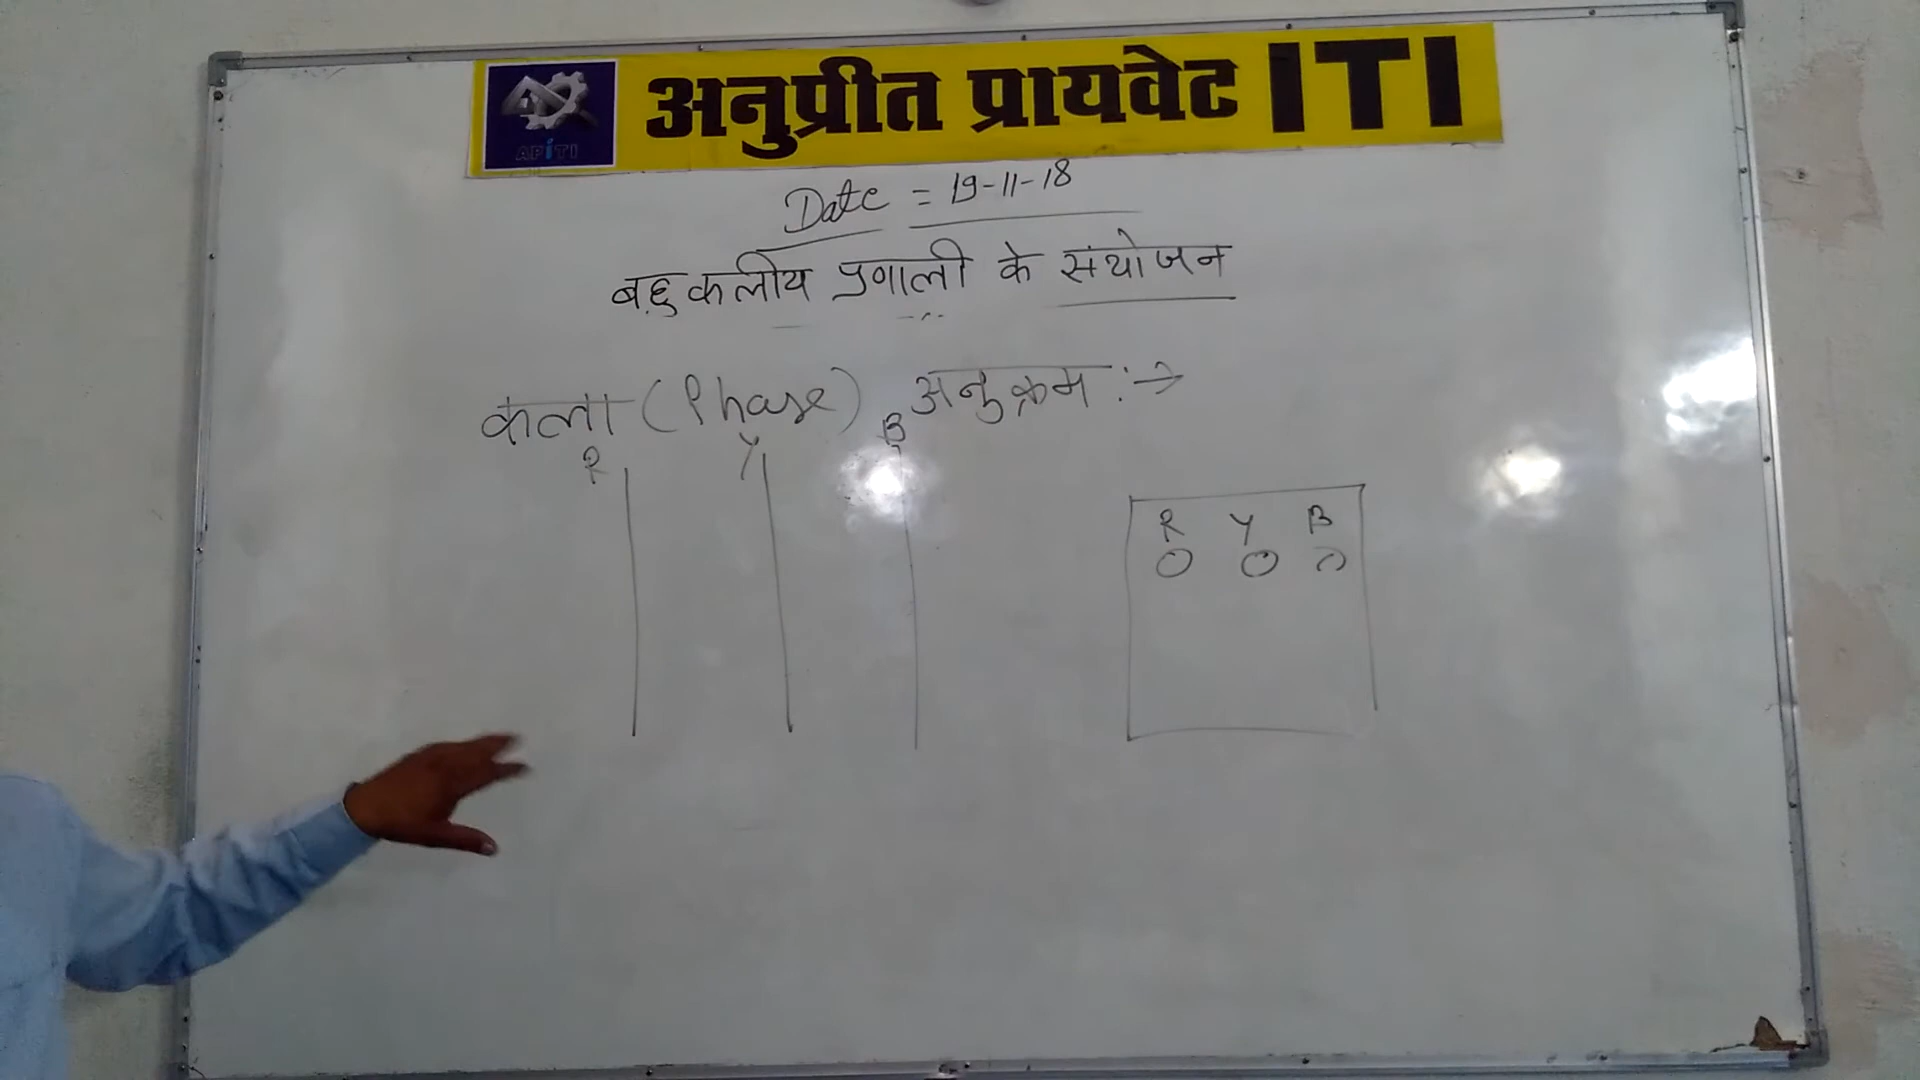 अनुप्रीत प्रायवेट ITI
APiTI
Date = 19-11-18
बहुकलीय प्रणाली के संयोजन
कला (Phase) अनुक्रम :→
R Y B
R Y B